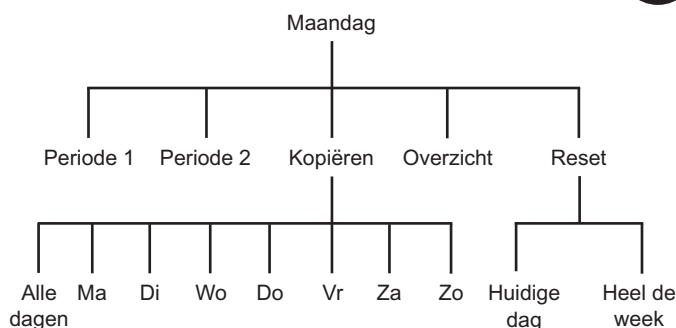 Maandag
Periode 1 Periode 2 Kopiëren Overzicht Reset
Alle Ma Di Wo Do Vr Za Zo Huidige Heel de
dagen dag week